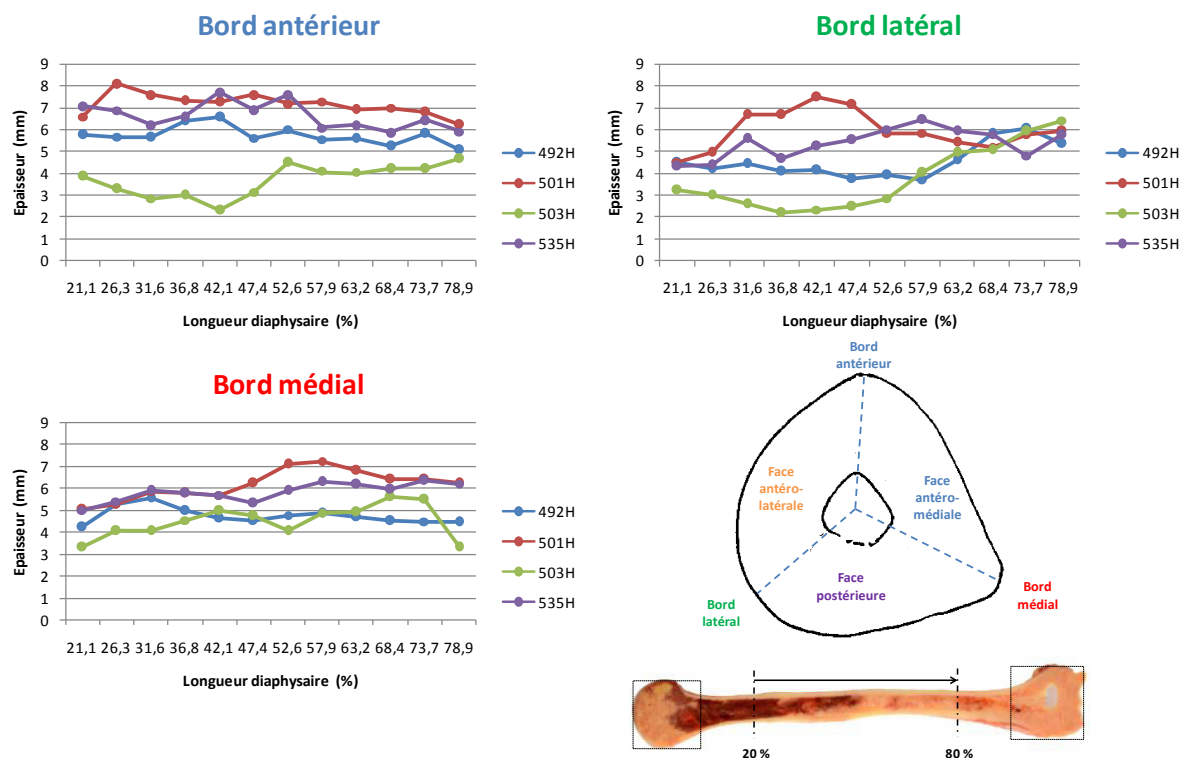 Bord antérieur
9
8
7
6
5
4
3
2
1
0
Epaisseur (mm)
21,1 26,3 31,6 36,8 42,1 47,4 52,6 57,9 63,2 68,4 73,7 78,9
Longueur diaphysaire (%)
492H
501H
503H
535H
Bord latéral
9
8
7
6
5
4
3
2
1
0
Epaisseur (mm)
21,1 26,3 31,6 36,8 42,1 47,4 52,6 57,9 63,2 68,4 73,7 78,9
Longueur diaphysaire (%)
492H
501H
503H
535H
Bord médial
9
8
7
6
5
4
3
2
1
0
Epaisseur (mm)
21,1 26,3 31,6 36,8 42,1 47,4 52,6 57,9 63,2 68,4 73,7 78,9
Longueur diaphysaire (%)
492H
501H
503H
535H
Bord
antérieur
Face
antéro-
latérale
Face
antéro-
médiale
Face
postérieure
Bord
latéral
Bord
médial
20 %
80 %